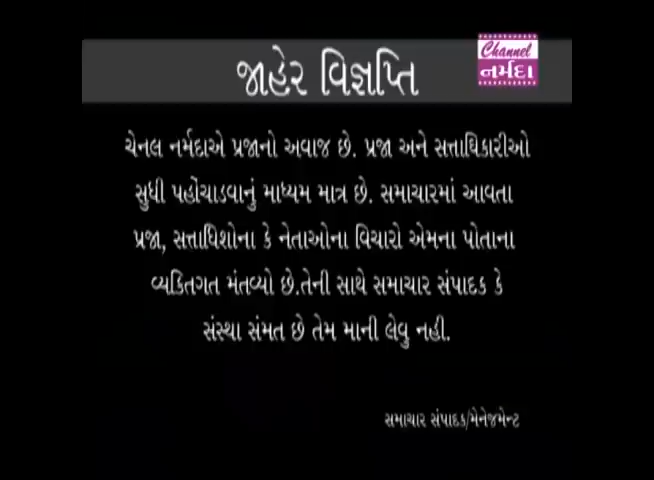 Channel
નર્મદા
જાહેર વિજ્ઞપ્તિ
ચેનલ નર્મદાએ પ્રજાનો અવાજ છે. પ્રજા અને સત્તાધિકારીઓ
સુધી પહોંચાડવાનું માધ્યમ માત્ર છે. સમાચારમાં આવતા
પ્રજા, સત્તાધિશોના કે નેતાઓના વિચારો એમના પોતાના
વ્યકિતગત મંતવ્યો છે.તેની સાથે સમાચાર સંપાદક કે
સંસ્થા સંમત છે તેમ માની લેવુ નહી.
સમાચાર સંપાદક/મેનેજમેન્ટ